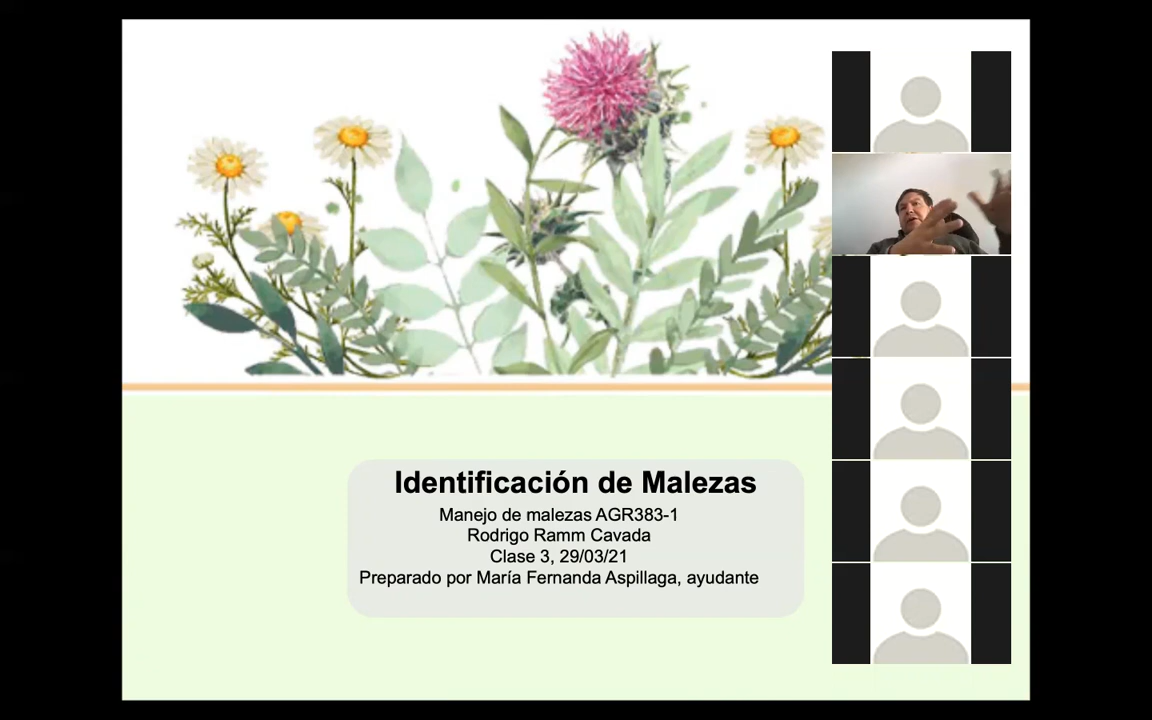 Identificación de Malezas
Manejo de malezas AGR383-1
Rodrigo Ramm Cavada
Clase 3, 29/03/21
Preparado por María Fernanda Aspillaga, ayudante